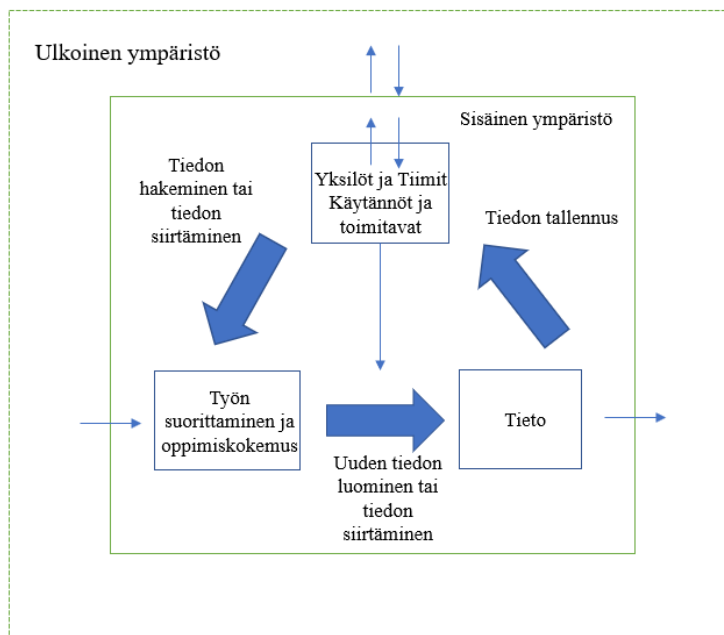 Ulkoinen ympäristö
Sisäinen ympäristö
Tiedon
hakeminen tai
tiedon
siirtäminen
Yksilöt ja Tiimit
Käytännöt ja
toimitavat
Tiedon tallennus
Työn
suorittaminen ja
oppimiskokemus
Uuden tiedon
luominen tai
tiedon
siirtäminen
Tieto